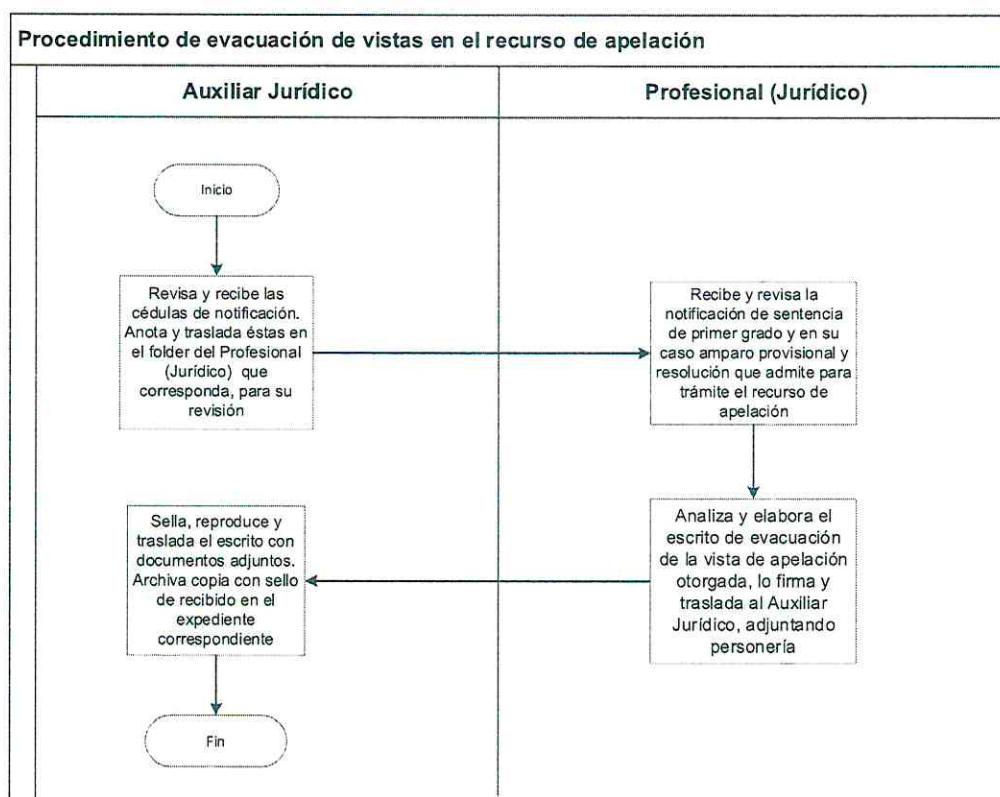 Procedimiento de evacuación de vistas en el recurso de apelación
Auxiliar Jurídico
Profesional (Jurídico)
Inicio
Revisa y recibe las
cédulas de notificación.
Anota y traslada éstas en
el folder del Profesional
(Jurídico) que
corresponda, para su
revisión
Recibe y revisa la
notificación de sentencia
de primer grado y en su
caso amparo provisional y
resolución que admite para
trámite el recurso de
apelación
Analiza y elabora el
escrito de evacuación
de la vista de apelación
otorgada, lo firma y
traslada al Auxiliar
Jurídico, adjuntando
personería
Sella, reproduce y
traslada el escrito con
documentos adjuntos.
Archiva copia con sello
de recibido en el
expediente
correspondiente
Fin